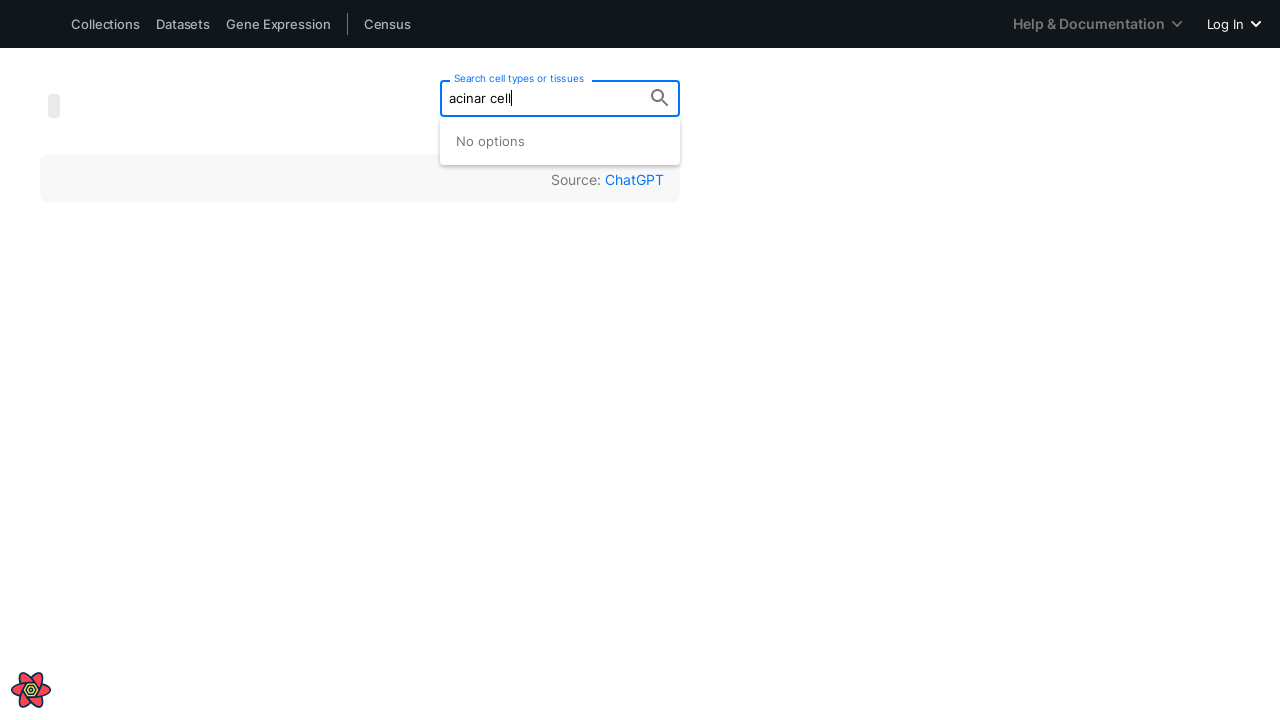 Collections Datasets Gene Expression Census Help & Documentation Log In
Search cell types or tissues
acinar cell
No options
Source: ChatGPT